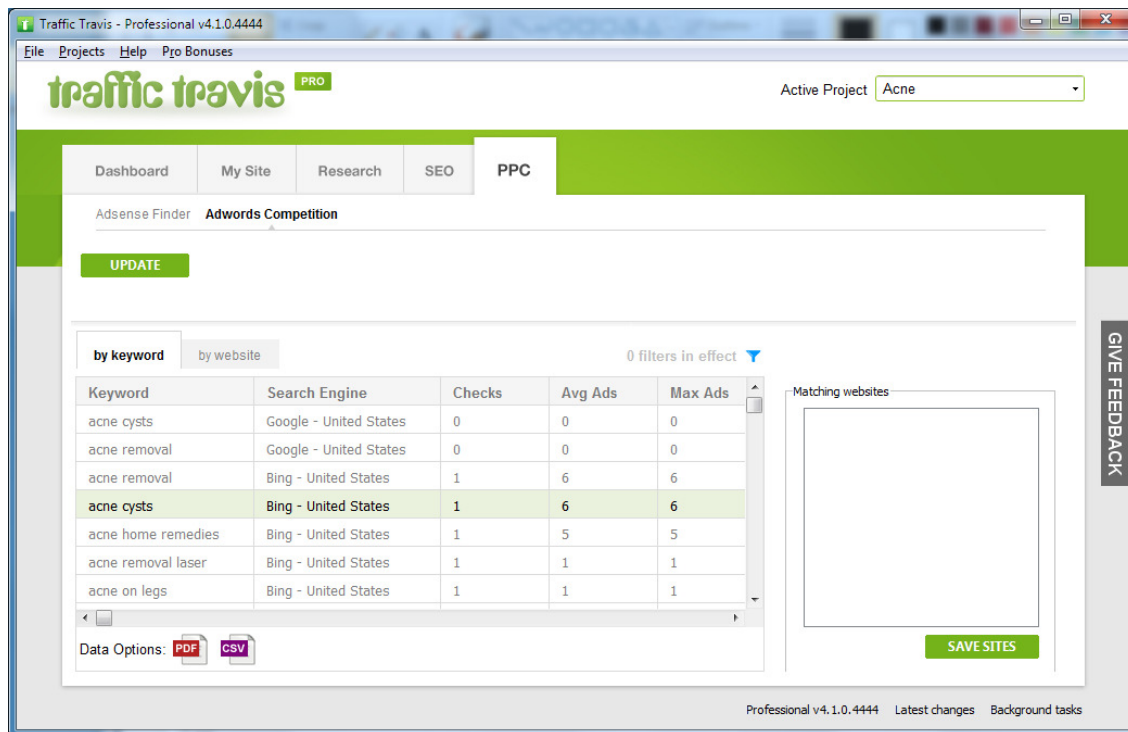 Traffic Travis - Professional v4.1.0.4444
File Projects Help Pro Bonuses
traffic travis PRO
Active Project Acne
Dashboard My Site Research SEO PPC
Adsense Finder Adwords Competition
UPDATE
by keyword by website 0 filters in effect
Keyword Search Engine Checks Avg Ads Max Ads
acne cysts Google - United States 0 0 0
acne removal Google - United States 0 0 0
acne removal Bing - United States 1 6 6
acne cysts Bing - United States 1 6 6
acne home remedies Bing - United States 1 5 5
acne removal laser Bing - United States 1 1 1
acne on legs Bing - United States 1 1 1
Matching websites
Data Options: PDF CSV
SAVE SITES
GIVE FEEDBACK
Professional v4.1.0.4444 Latest changes Background tasks